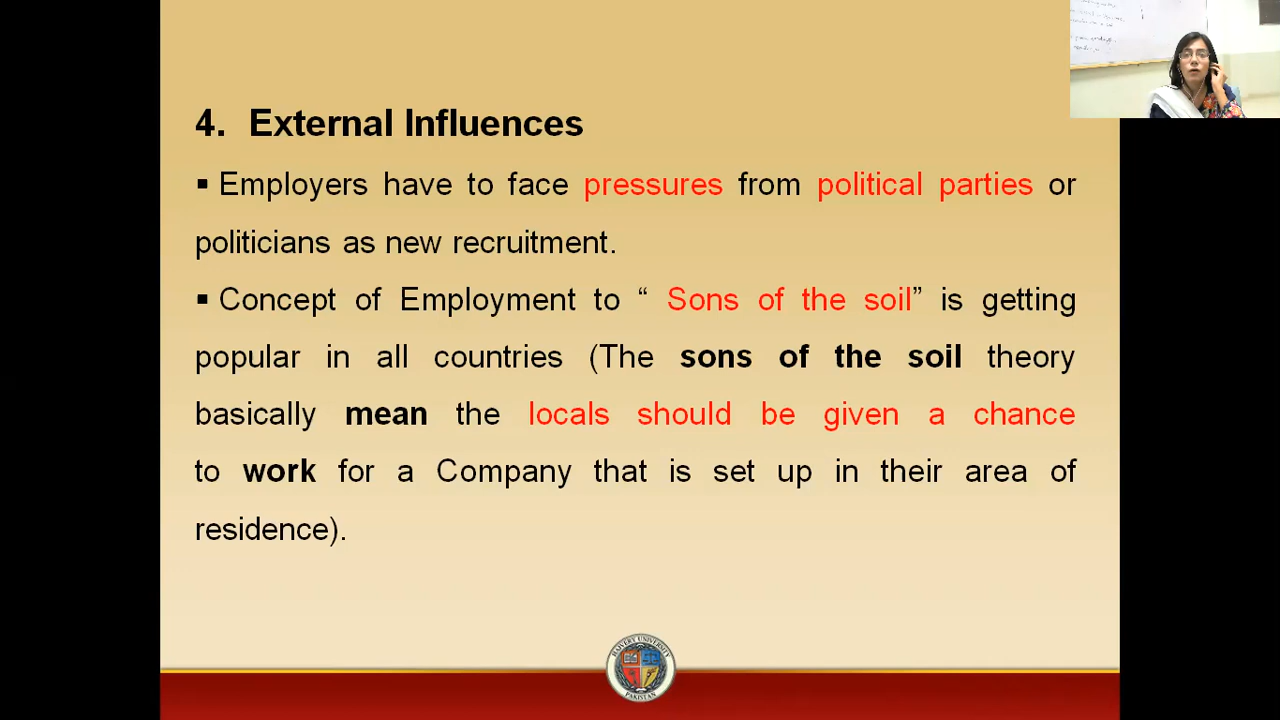 4. External Influences
▪ Employers have to face pressures from political parties or
politicians as new recruitment.
▪ Concept of Employment to “ Sons of the soil” is getting
popular in all countries (The sons of the soil theory
basically mean the locals should be given a chance
to work for a Company that is set up in their area of
residence).
PAKISTAN